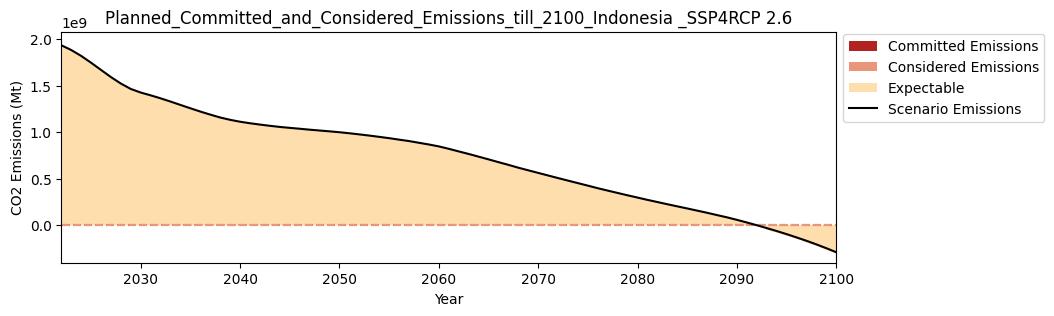 Planned_Committed_and_Considered_Emissions_till_2100_Indonesia _SSP4RCP 2.6
1e9
2.0
1.5
1.0
0.5
0.0
CO2 Emissions (Mt)
2030 2040 2050 2060 2070 2080 2090 2100
Year
Committed Emissions
Considered Emissions
Expectable
Scenario Emissions